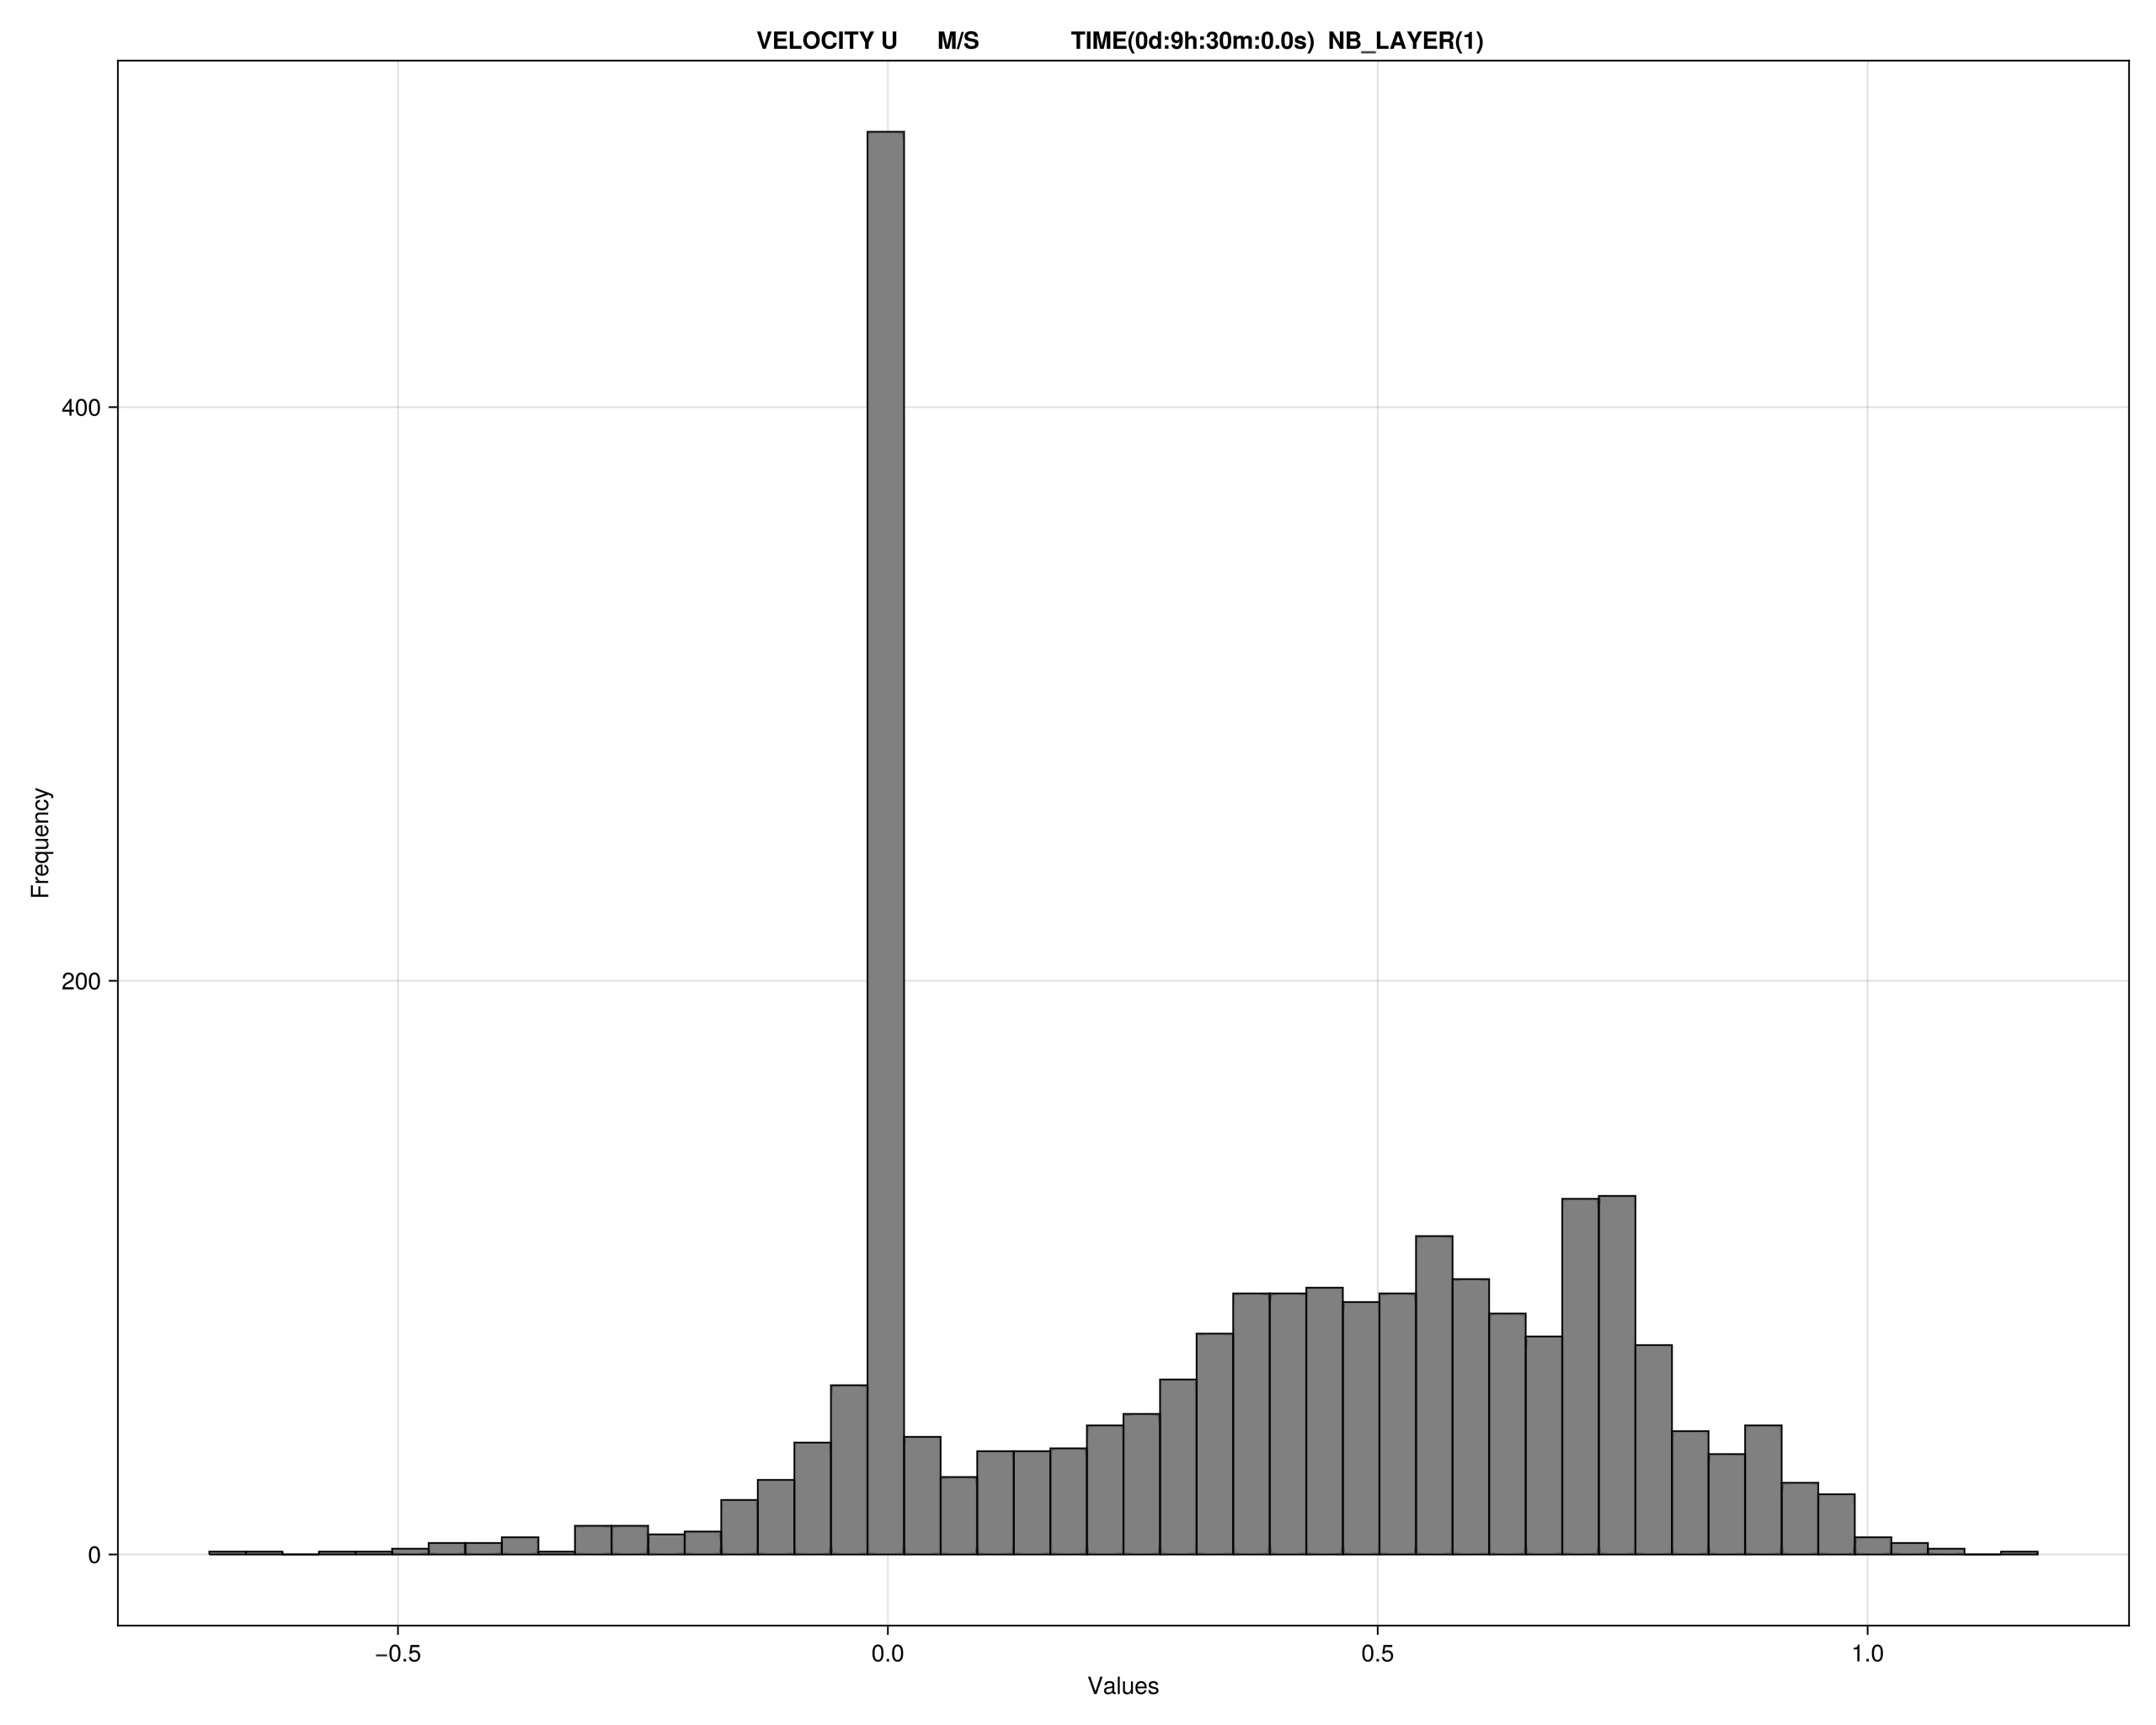 VELOCITY U      M/S             TIME(0d:9h:30m:0.0s)  NB_LAYER(1)
Frequency
400
200
0
−0.5 0.0 0.5 1.0
Values